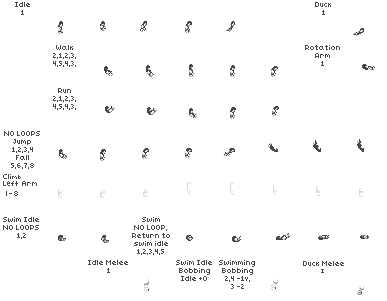 Idle
1
Duck
1
Walk
2,1,2,3,
4,5,4,3,
Rotation
Arm
1
Run
2,1,2,3,
4,5,4,3,
NO LOOPS
Jump
1,2,3,4
Fall
5,6,7,8
Climb
Left Arm
1-8
Swim Idle
NO LOOPS
1,2
Swim
NO LOOP,
Return to
swim idle
1,2,3,4,5
Swim Idle
Bobbing
Idle +0
Swimming
Bobbing
2,4 -1v,
3 -2
Idle Melee
1
Duck Melee
1